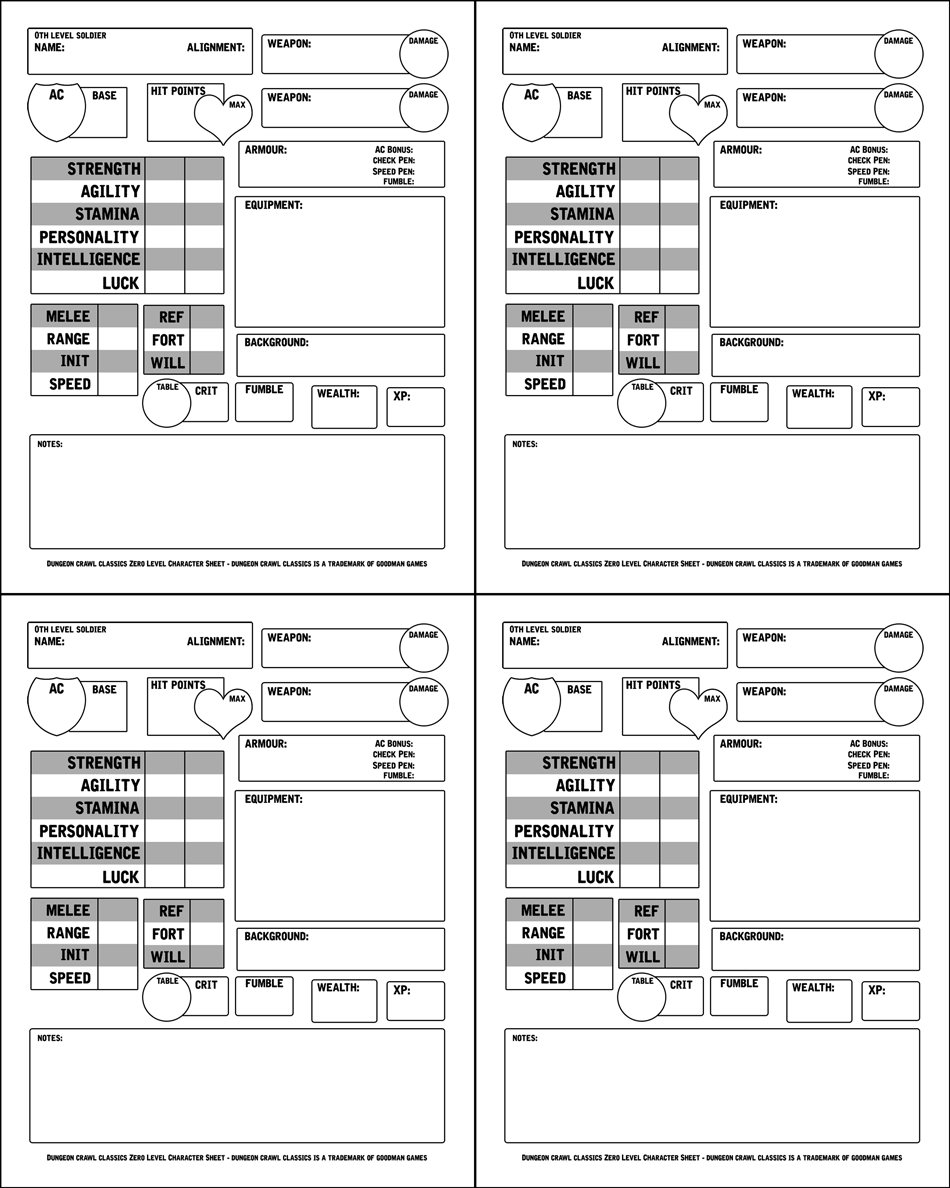 0TH LEVEL SOLDIER
NAME: ALIGNMENT:
WEAPON: DAMAGE
AC BASE
HIT POINTS MAX
WEAPON: DAMAGE
ARMOUR: AC BONUS:
CHECK PEN:
SPEED PEN:
FUMBLE:
STRENGTH
AGILITY
STAMINA
PERSONALITY
INTELLIGENCE
LUCK
EQUIPMENT:
MELEE
RANGE
INIT
SPEED
REF
FORT
WILL
BACKGROUND:
TABLE CRIT
FUMBLE
WEALTH:
XP:
NOTES:
DUNGEON CRAWL CLASSICS ZERO LEVEL CHARACTER SHEET - DUNGEON CRAWL CLASSICS IS A TRADEMARK OF GOODMAN GAMES
0TH LEVEL SOLDIER
NAME: ALIGNMENT:
WEAPON: DAMAGE
AC BASE
HIT POINTS MAX
WEAPON: DAMAGE
ARMOUR: AC BONUS:
CHECK PEN:
SPEED PEN:
FUMBLE:
STRENGTH
AGILITY
STAMINA
PERSONALITY
INTELLIGENCE
LUCK
EQUIPMENT:
MELEE
RANGE
INIT
SPEED
REF
FORT
WILL
BACKGROUND:
TABLE CRIT
FUMBLE
WEALTH:
XP:
NOTES:
DUNGEON CRAWL CLASSICS ZERO LEVEL CHARACTER SHEET - DUNGEON CRAWL CLASSICS IS A TRADEMARK OF GOODMAN GAMES
0TH LEVEL SOLDIER
NAME: ALIGNMENT:
WEAPON: DAMAGE
AC BASE
HIT POINTS MAX
WEAPON: DAMAGE
ARMOUR: AC BONUS:
CHECK PEN:
SPEED PEN:
FUMBLE:
STRENGTH
AGILITY
STAMINA
PERSONALITY
INTELLIGENCE
LUCK
EQUIPMENT:
MELEE
RANGE
INIT
SPEED
REF
FORT
WILL
BACKGROUND:
TABLE CRIT
FUMBLE
WEALTH:
XP:
NOTES:
DUNGEON CRAWL CLASSICS ZERO LEVEL CHARACTER SHEET - DUNGEON CRAWL CLASSICS IS A TRADEMARK OF GOODMAN GAMES
0TH LEVEL SOLDIER
NAME: ALIGNMENT:
WEAPON: DAMAGE
AC BASE
HIT POINTS MAX
WEAPON: DAMAGE
ARMOUR: AC BONUS:
CHECK PEN:
SPEED PEN:
FUMBLE:
STRENGTH
AGILITY
STAMINA
PERSONALITY
INTELLIGENCE
LUCK
EQUIPMENT:
MELEE
RANGE
INIT
SPEED
REF
FORT
WILL
BACKGROUND:
TABLE CRIT
FUMBLE
WEALTH:
XP:
NOTES:
DUNGEON CRAWL CLASSICS ZERO LEVEL CHARACTER SHEET - DUNGEON CRAWL CLASSICS IS A TRADEMARK OF GOODMAN GAMES